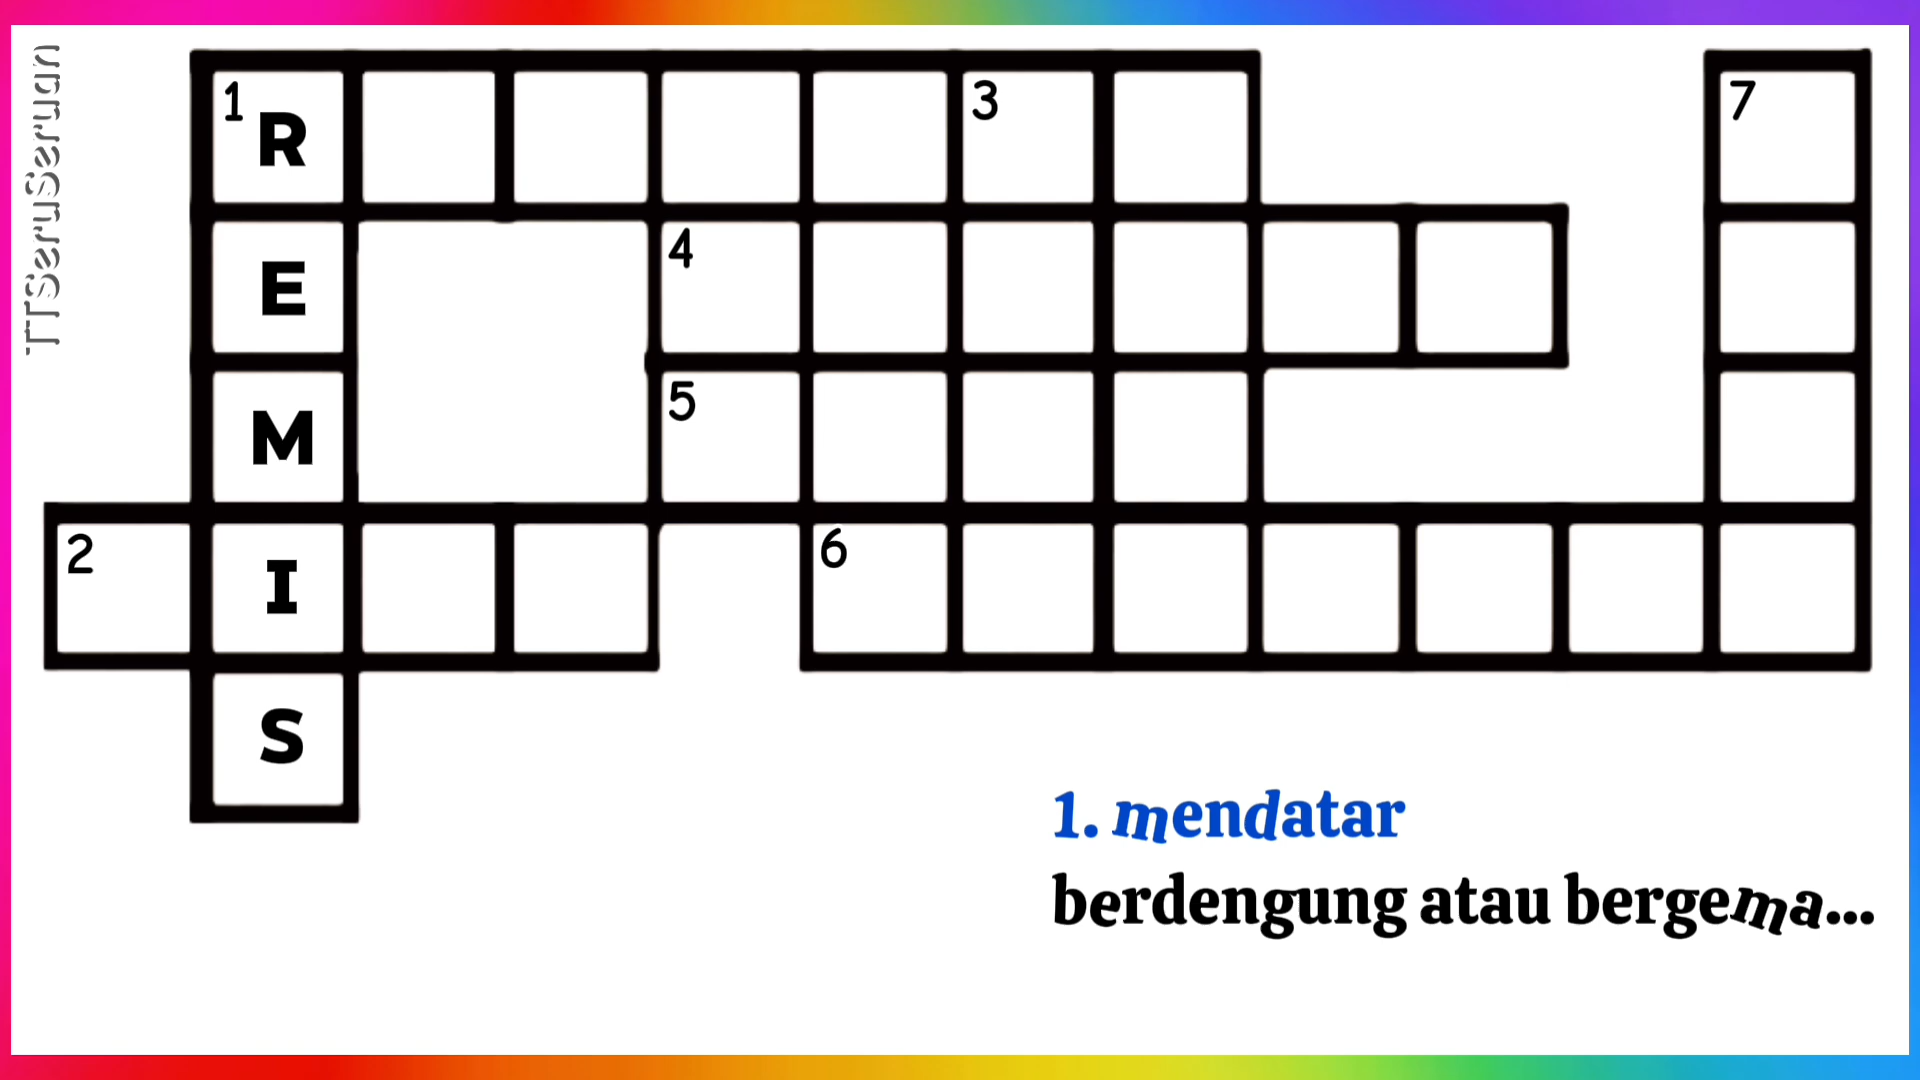 TTSeruSeruan
1 R 3 7
E 4
M 5
2 I 6
S
1. mendatar
berdengung atau bergema...